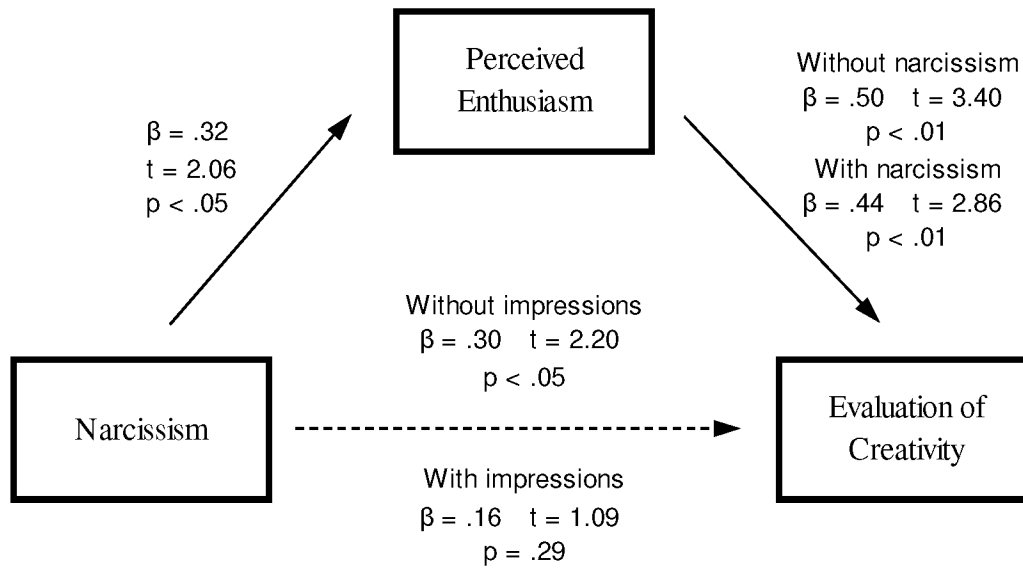 Perceived
Enthusiasm
Without narcissism
β = .50 t = 3.40
p < .01
With narcissism
β = .44 t = 2.86
p < .01
β = .32
t = 2.06
p < .05
Without impressions
β = .30 t = 2.20
p < .05
Narcissism
Evaluation of
Creativity
With impressions
β = .16 t = 1.09
p = .29